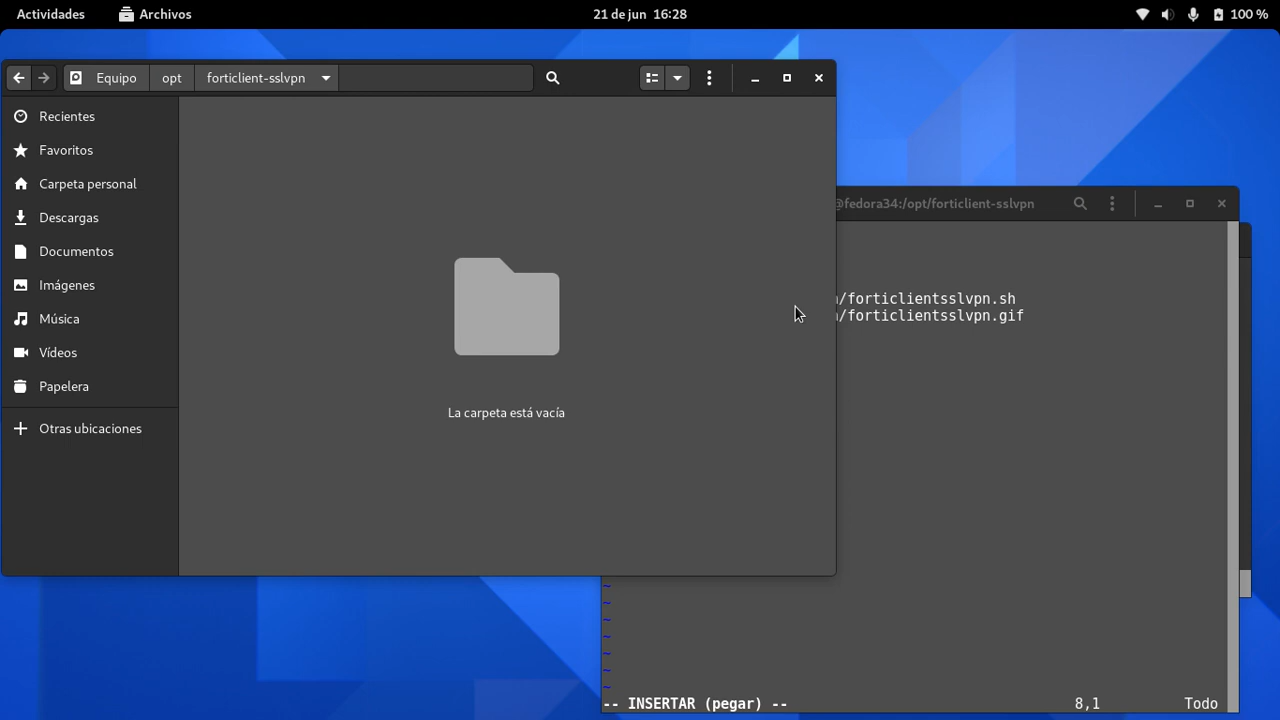 Actividades Archivos 21 de jun 16:28 100 %
Equipo opt forticlient-sslvpn
Recientes
Favoritos
Carpeta personal
Descargas
Documentos
Imágenes
Música
Vídeos
Papelera
Otras ubicaciones
La carpeta está vacía
@fedora34:/opt/forticlient-sslvpn
/forticlientsslvpn.sh
/forticlientsslvpn.gif
~
~
~
~
~
~
~
-- INSERTAR (pegar) -- 8,1 Todo